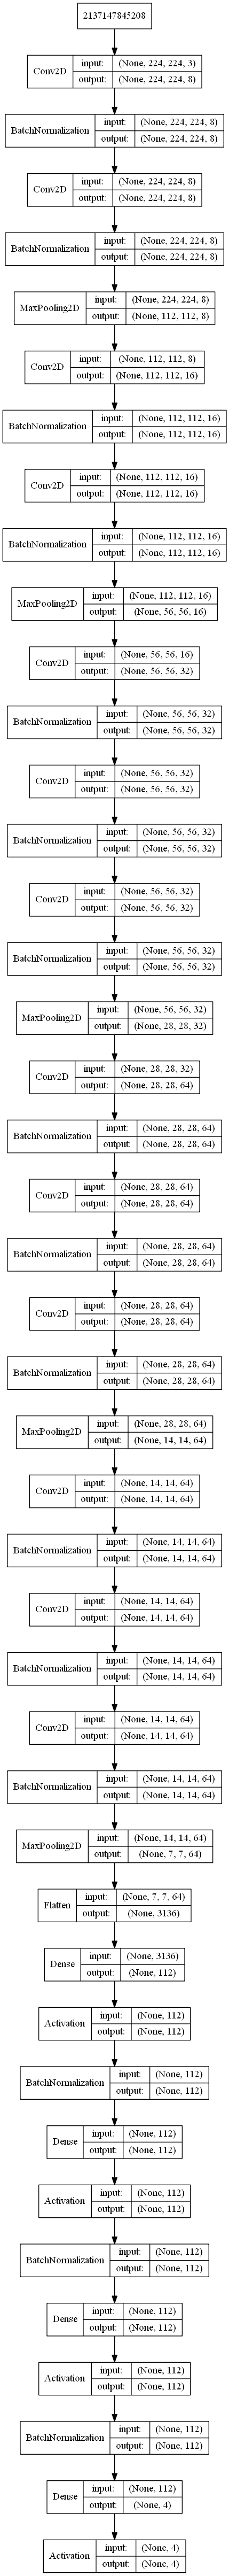 2137147845208
Conv2D input: (None, 224, 224, 3)
output: (None, 224, 224, 8)
BatchNormalization input: (None, 224, 224, 8)
output: (None, 224, 224, 8)
Conv2D input: (None, 224, 224, 8)
output: (None, 224, 224, 8)
BatchNormalization input: (None, 224, 224, 8)
output: (None, 224, 224, 8)
MaxPooling2D input: (None, 224, 224, 8)
output: (None, 112, 112, 8)
Conv2D input: (None, 112, 112, 8)
output: (None, 112, 112, 16)
BatchNormalization input: (None, 112, 112, 16)
output: (None, 112, 112, 16)
Conv2D input: (None, 112, 112, 16)
output: (None, 112, 112, 16)
BatchNormalization input: (None, 112, 112, 16)
output: (None, 112, 112, 16)
MaxPooling2D input: (None, 112, 112, 16)
output: (None, 56, 56, 16)
Conv2D input: (None, 56, 56, 16)
output: (None, 56, 56, 32)
BatchNormalization input: (None, 56, 56, 32)
output: (None, 56, 56, 32)
Conv2D input: (None, 56, 56, 32)
output: (None, 56, 56, 32)
BatchNormalization input: (None, 56, 56, 32)
output: (None, 56, 56, 32)
Conv2D input: (None, 56, 56, 32)
output: (None, 56, 56, 32)
BatchNormalization input: (None, 56, 56, 32)
output: (None, 56, 56, 32)
MaxPooling2D input: (None, 56, 56, 32)
output: (None, 28, 28, 32)
Conv2D input: (None, 28, 28, 32)
output: (None, 28, 28, 64)
BatchNormalization input: (None, 28, 28, 64)
output: (None, 28, 28, 64)
Conv2D input: (None, 28, 28, 64)
output: (None, 28, 28, 64)
BatchNormalization input: (None, 28, 28, 64)
output: (None, 28, 28, 64)
Conv2D input: (None, 28, 28, 64)
output: (None, 28, 28, 64)
BatchNormalization input: (None, 28, 28, 64)
output: (None, 28, 28, 64)
MaxPooling2D input: (None, 28, 28, 64)
output: (None, 14, 14, 64)
Conv2D input: (None, 14, 14, 64)
output: (None, 14, 14, 64)
BatchNormalization input: (None, 14, 14, 64)
output: (None, 14, 14, 64)
Conv2D input: (None, 14, 14, 64)
output: (None, 14, 14, 64)
BatchNormalization input: (None, 14, 14, 64)
output: (None, 14, 14, 64)
Conv2D input: (None, 14, 14, 64)
output: (None, 14, 14, 64)
BatchNormalization input: (None, 14, 14, 64)
output: (None, 14, 14, 64)
MaxPooling2D input: (None, 14, 14, 64)
output: (None, 7, 7, 64)
Flatten input: (None, 7, 7, 64)
output: (None, 3136)
Dense input: (None, 3136)
output: (None, 112)
Activation input: (None, 112)
output: (None, 112)
BatchNormalization input: (None, 112)
output: (None, 112)
Dense input: (None, 112)
output: (None, 112)
Activation input: (None, 112)
output: (None, 112)
BatchNormalization input: (None, 112)
output: (None, 112)
Dense input: (None, 112)
output: (None, 112)
Activation input: (None, 112)
output: (None, 112)
BatchNormalization input: (None, 112)
output: (None, 112)
Dense input: (None, 112)
output: (None, 4)
Activation input: (None, 4)
output: (None, 4)